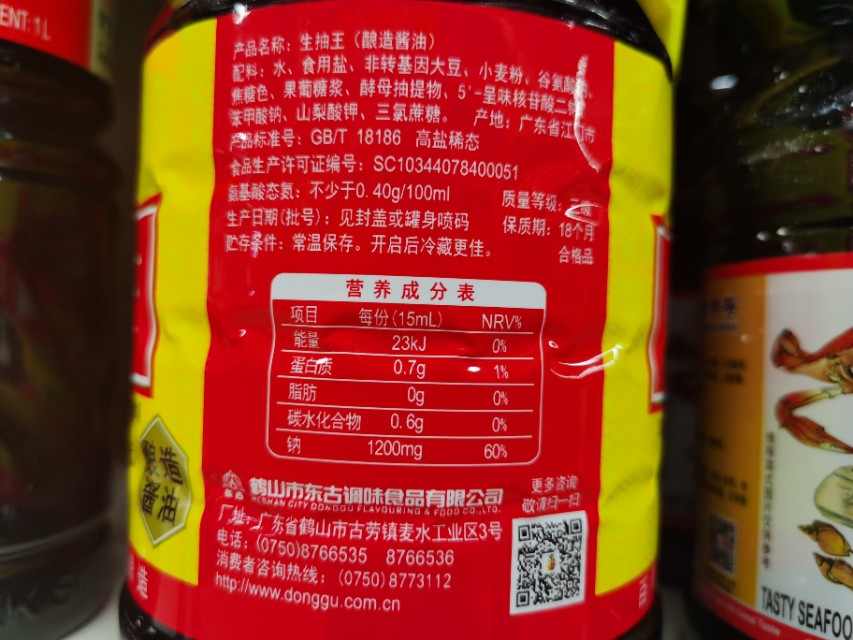 ENT: 1L
产品名称：生抽王（酿造酱油）
配料：水、食用盐、非转基因大豆、小麦粉、谷氨酸
焦糖色、果葡糖浆、酵母抽提物、5'-呈味核苷酸二钠
苯甲酸钠、山梨酸钾、三氯蔗糖。 产地：广东省江门市
产品标准号：GB/T 18186 高盐稀态
食品生产许可证编号：SC10344078400051
氨基酸态氮：不少于0.40g/100ml 质量等级：
生产日期(批号)：见封盖或罐身喷码 保质期：18个月
贮存条件：常温保存。开启后冷藏更佳。 合格品
营养成分表
项目 每份(15mL) NRV%
能量 23kJ 0%
蛋白质 0.7g 1%
脂肪 0g 0%
碳水化合物 0.6g 0%
钠 1200mg 60%
酿造酱油
鹤山市东古调味食品有限公司
HESHAN CITY DONGGU FLAVOURING & FOOD CO.,LTD.
更多咨询
敬请扫一扫
厂址：广东省鹤山市古劳镇麦水工业区3号
电话：(0750)8766535 8766536
消费者咨询热线：(0750)8773112
http://www.donggu.com.cn
造
TASTY SEAFOO